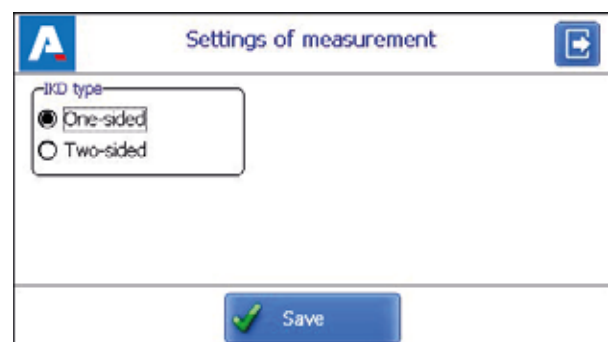 A
Settings of measurement
IKD type
One-sided
Two-sided
Save